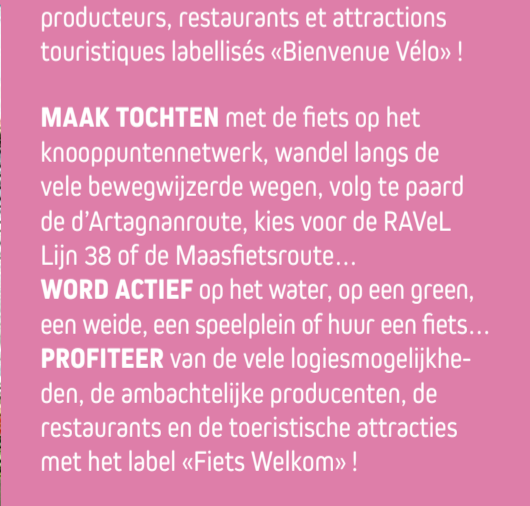 producteurs, restaurants et attractions
touristiques labellisés «Bienvenue Vélo» !
MAAK TOCHTEN met de fiets op het
knooppuntennetwerk, wandel langs de
vele bewegwijzerde wegen, volg te paard
de d'Artagnanroute, kies voor de RAVeL
Lijn 38 of de Maasfietsroute...
WORD ACTIEF op het water, op een green,
een weide, een speelplein of huur een fiets...
PROFITEER van de vele logiesmogelijkhe-
den, de ambachtelijke producenten, de
restaurants en de toeristische attracties
met het label «Fiets Welkom» !